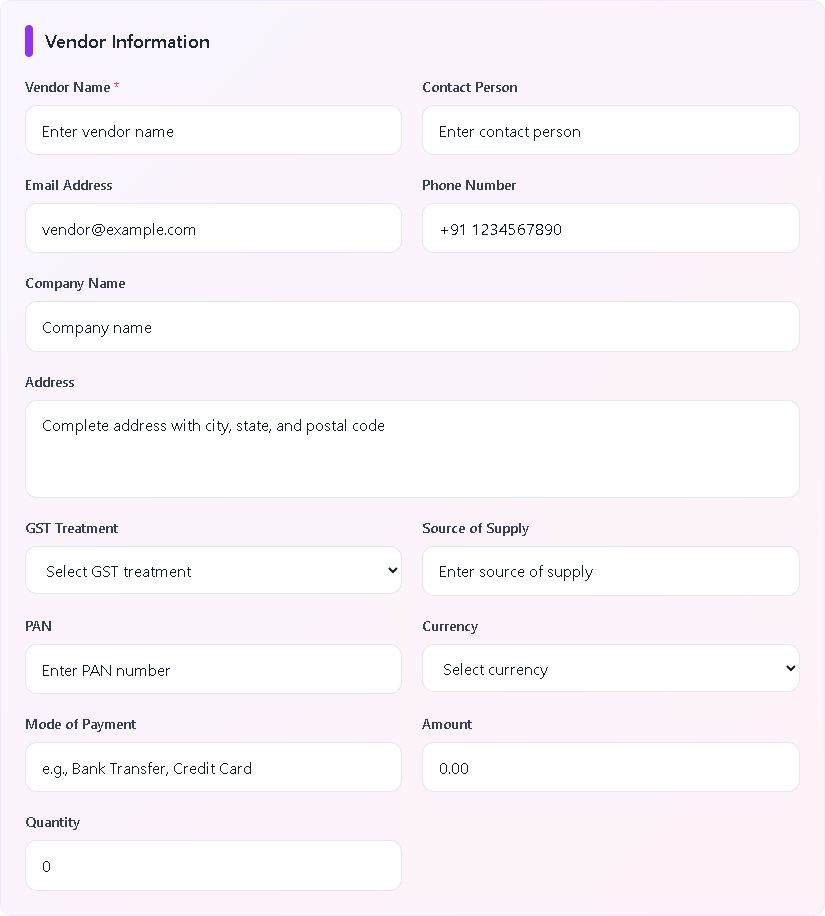 Vendor Information
Vendor Name *
Contact Person
Enter vendor name
Enter contact person
Email Address
Phone Number
vendor@example.com
+91 1234567890
Company Name
Company name
Address
Complete address with city, state, and postal code
GST Treatment
Source of Supply
Select GST treatment
Enter source of supply
PAN
Currency
Enter PAN number
Select currency
Mode of Payment
Amount
e.g., Bank Transfer, Credit Card
0.00
Quantity
0